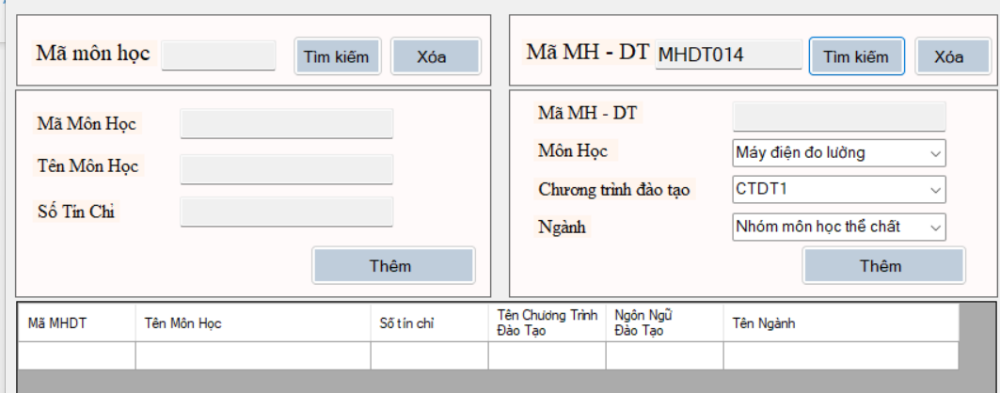 Mã môn học
Tìm kiếm
Xóa
Mã MH - DT
MHDT014
Tìm kiếm
Xóa
Mã Môn Học
Tên Môn Học
Số Tín Chỉ
Thêm
Mã MH - DT
Môn Học
Máy điện đo lường
Chương trình đào tạo
CTDT1
Ngành
Nhóm môn học thể chất
Thêm
Mã MHDT
Tên Môn Học
Số tín chỉ
Tên Chương Trình
Đào Tạo
Ngôn Ngữ
Đào Tạo
Tên Ngành